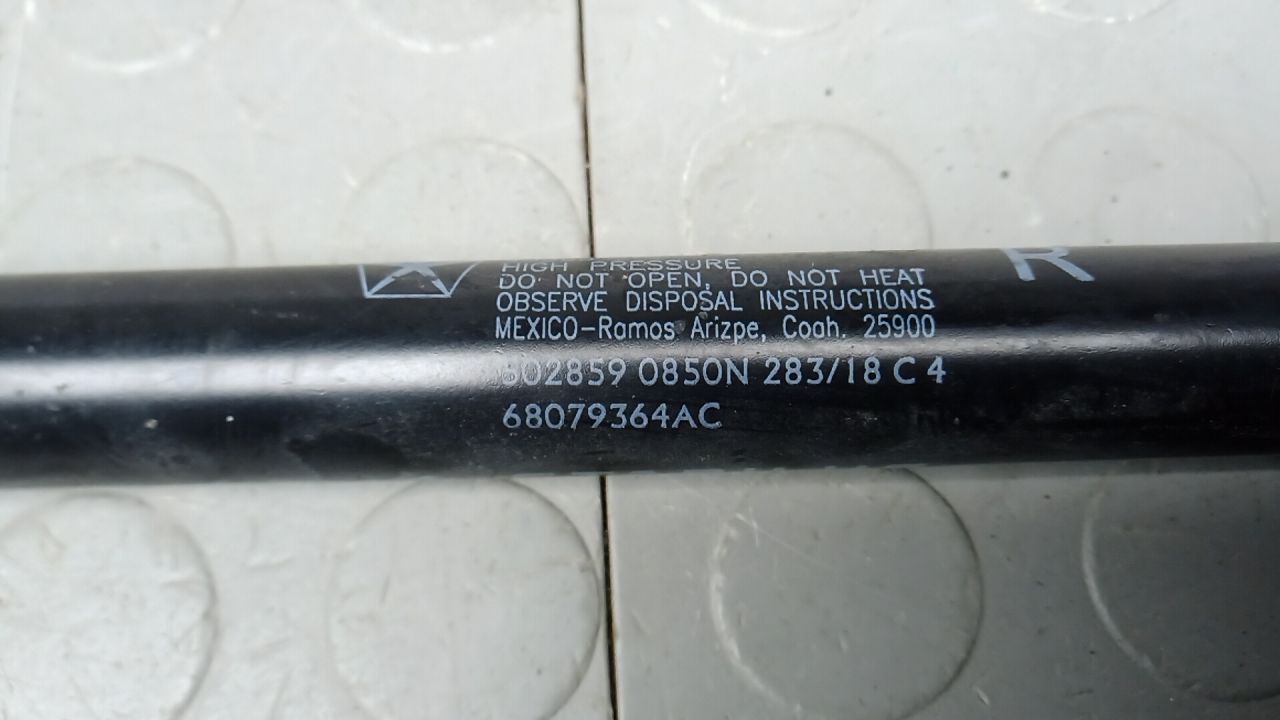 HIGH PRESSURE
DO NOT OPEN, DO NOT HEAT
OBSERVE DISPOSAL INSTRUCTIONS
MEXICO-Ramos Arizpe, Coah. 25900
0850N 283/18 C 4
68079364AC
R